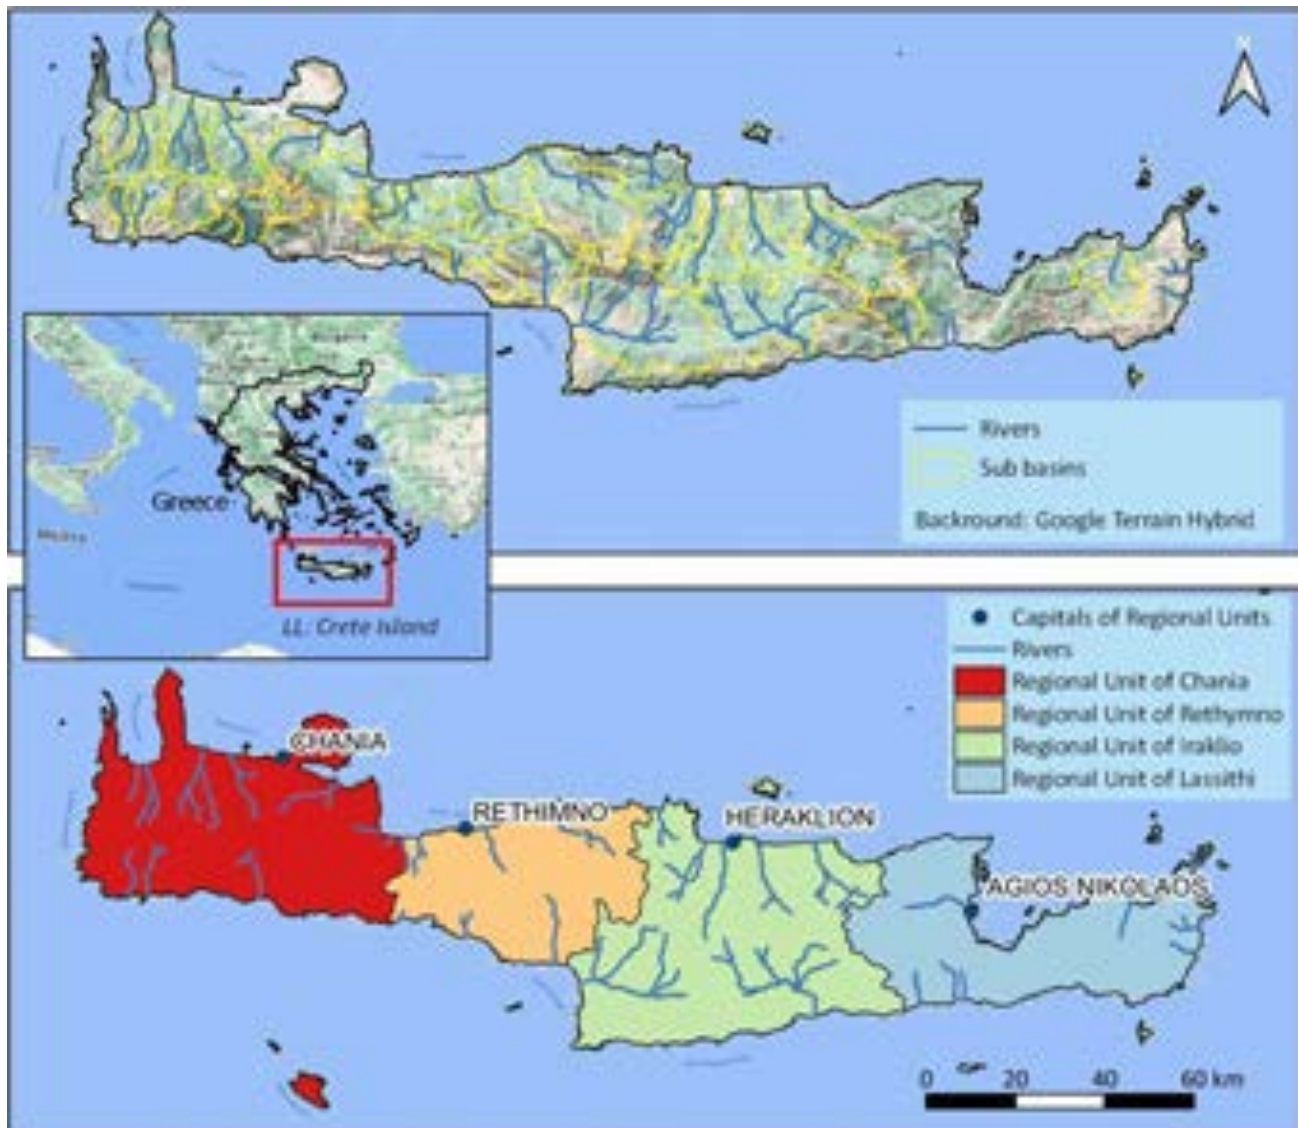 N
Rivers
Sub basins
Backround: Google Terrain Hybrid
Bulgaria
Greece
LL: Crete Island
Capitals of Regional Units
Rivers
Regional Unit of Chania
Regional Unit of Rethymno
Regional Unit of Iraklio
Regional Unit of Lassithi
CHANIA
RETHIMNO
HERAKLION
AGIOS NIKOLAOS
0 20 40 60 km